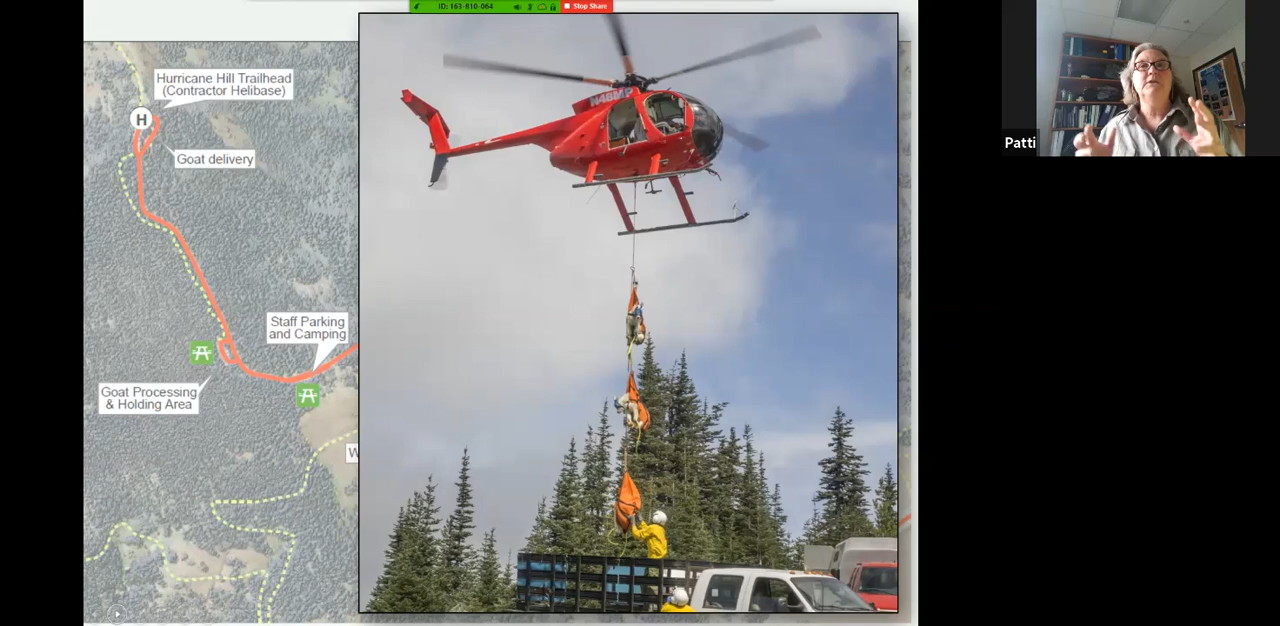 ID: 163-810-064
Stop Share
Hurricane Hill Trailhead
(Contractor Helibase)
H
Goat delivery
Staff Parking
and Camping
Goat Processing
& Holding Area
W
Patti